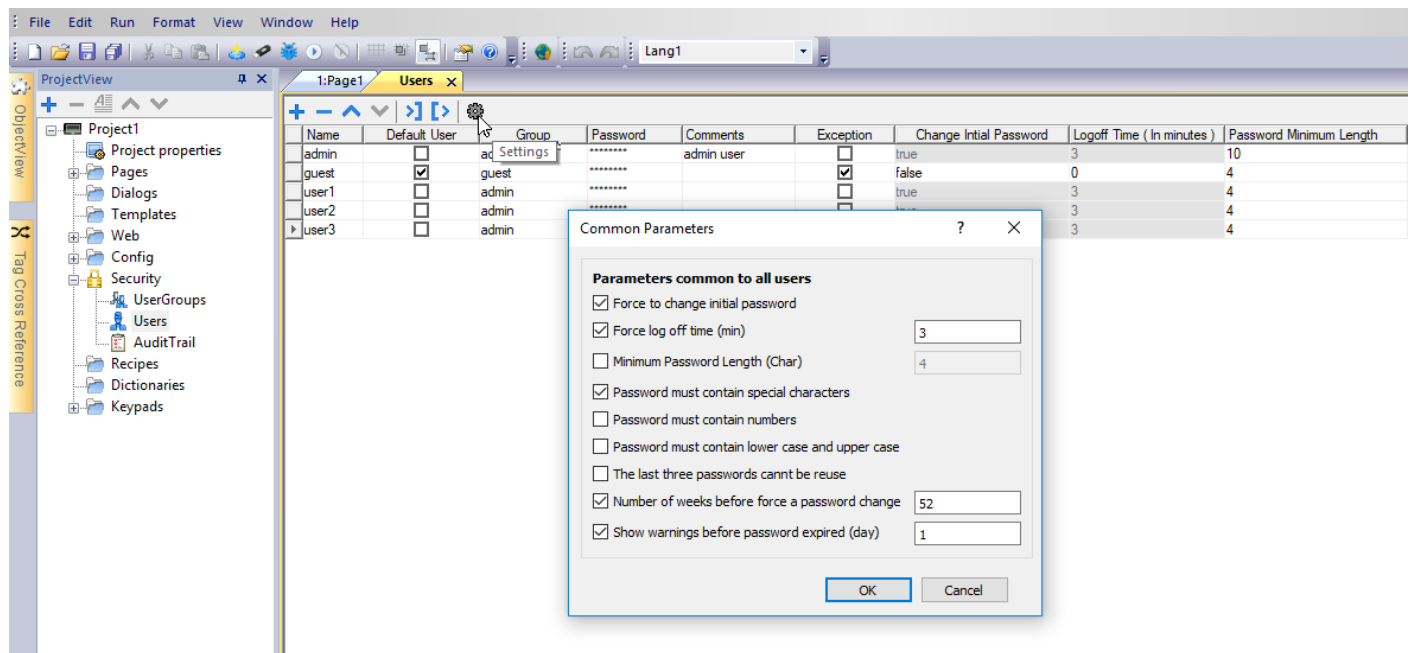 File Edit Run Format View Window Help
Lang1
ObjectView
Tag Cross Reference
ProjectView
Project1
Project properties
Pages
Dialogs
Templates
Web
Config
Security
UserGroups
Users
AuditTrail
Recipes
Dictionaries
Keypads
1:Page1 Users
Name Default User Group Password Comments Exception Change Intial Password Logoff Time ( In minutes ) Password Minimum Length
Settings
admin ******** admin user true 3 10
guest guest ******** false 0 4
user1 admin ******** true 3 4
user2 admin ******** 3 4
user3 admin 3 4
Common Parameters
Parameters common to all users
Force to change initial password
Force log off time (min) 3
Minimum Password Length (Char) 4
Password must contain special characters
Password must contain numbers
Password must contain lower case and upper case
The last three passwords cannt be reuse
Number of weeks before force a password change 52
Show warnings before password expired (day) 1
OK Cancel